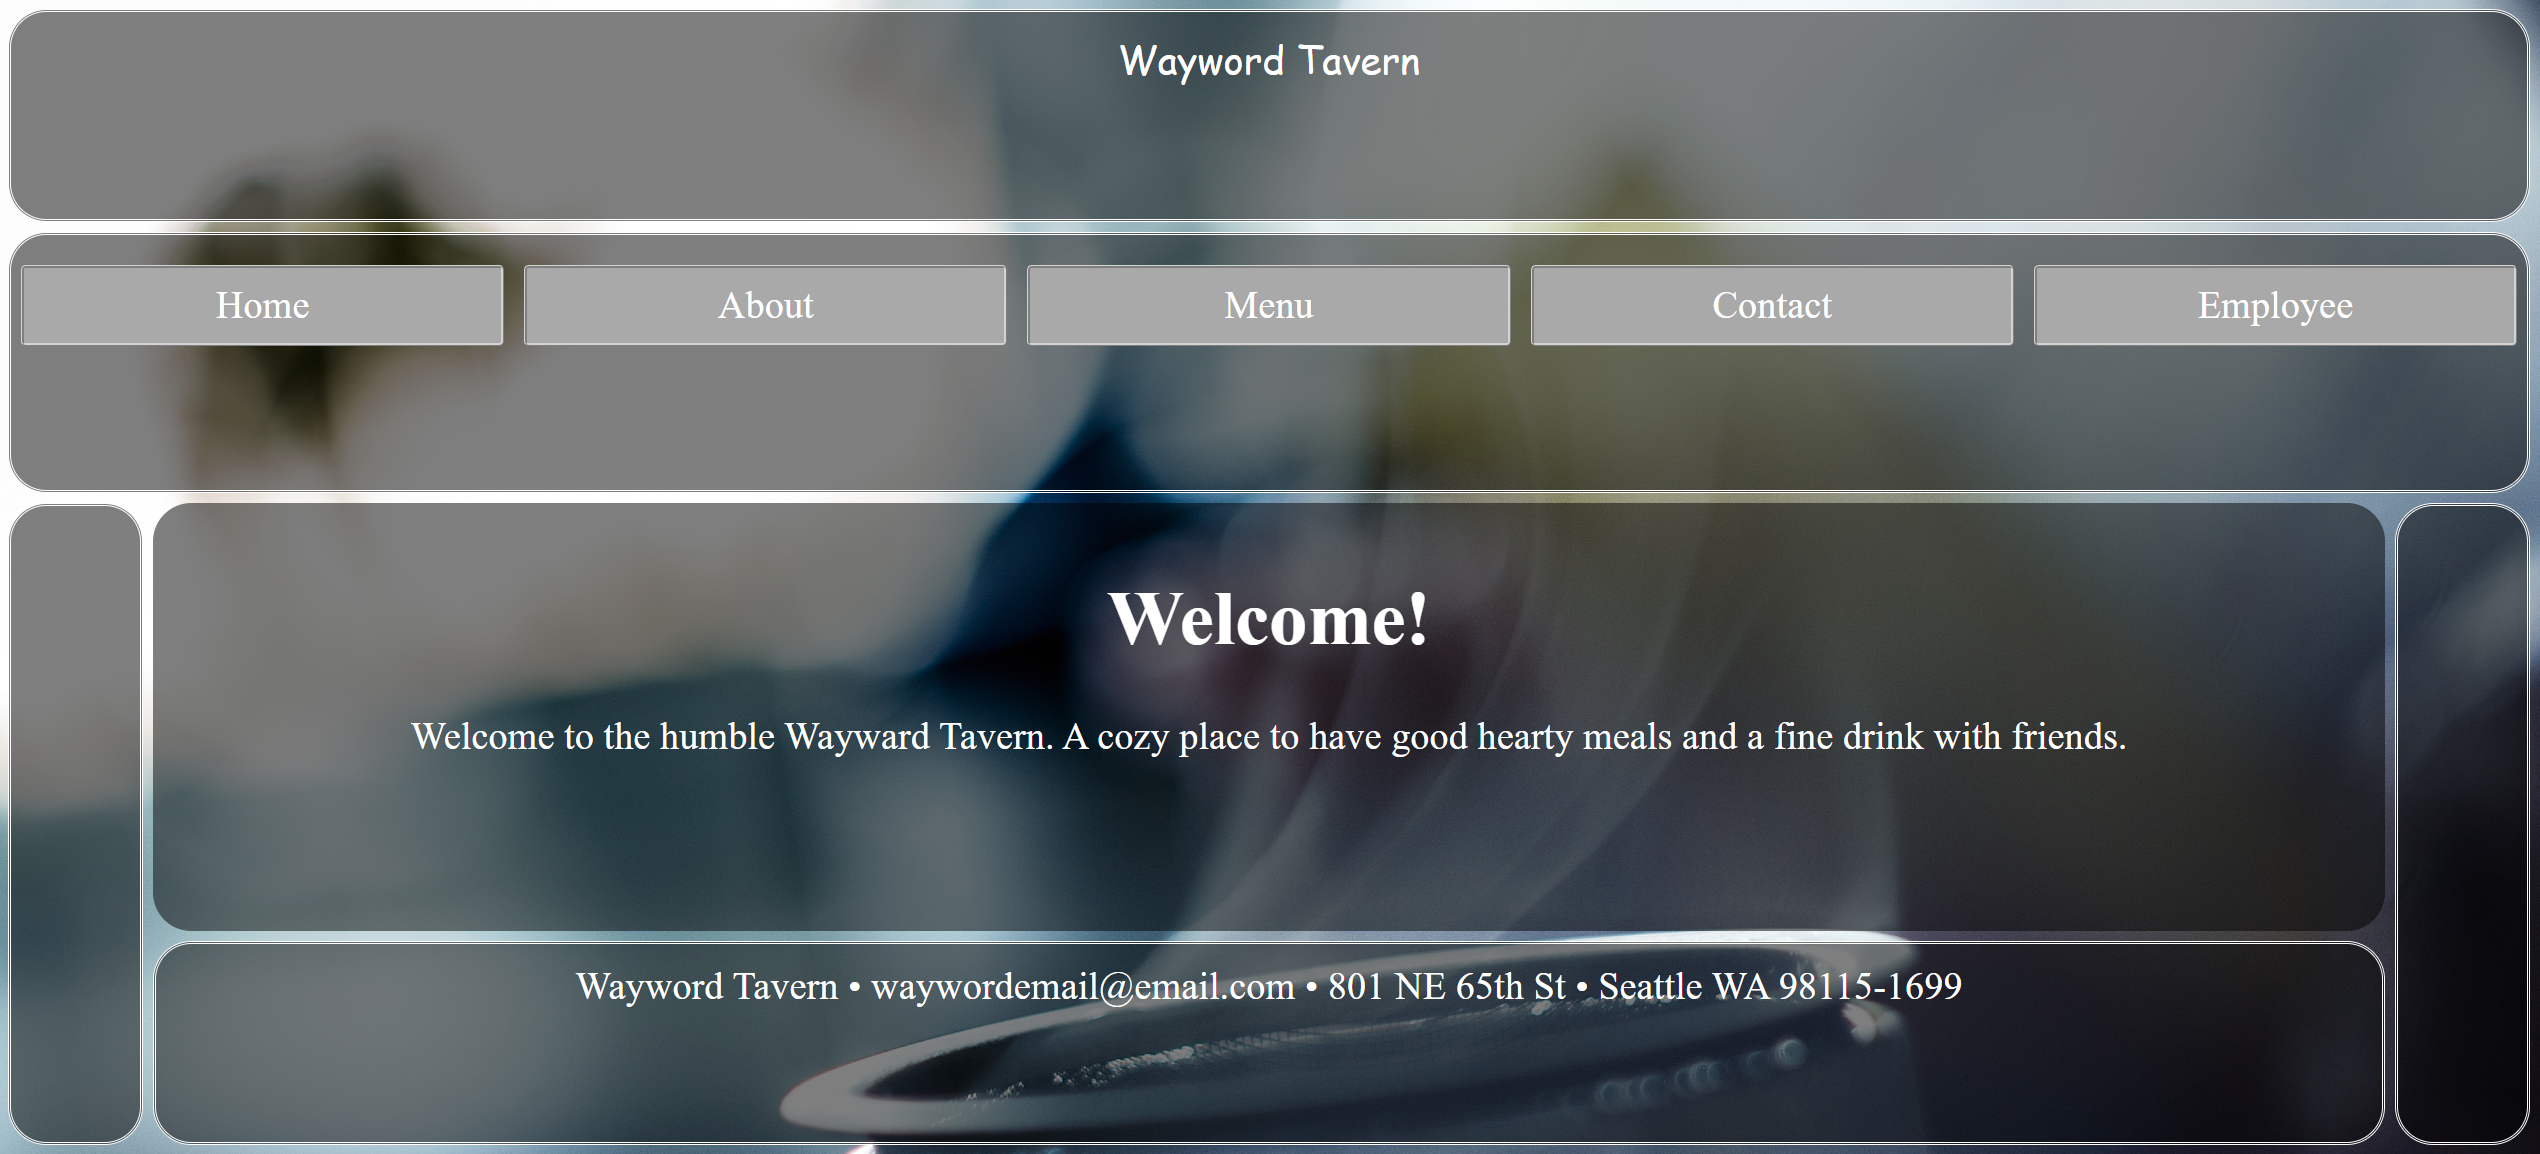 Wayword Tavern
Home
About
Menu
Contact
Employee
Welcome!
Welcome to the humble Wayward Tavern. A cozy place to have good hearty meals and a fine drink with friends.
Wayword Tavern • waywordemail@email.com • 801 NE 65th St • Seattle WA 98115-1699